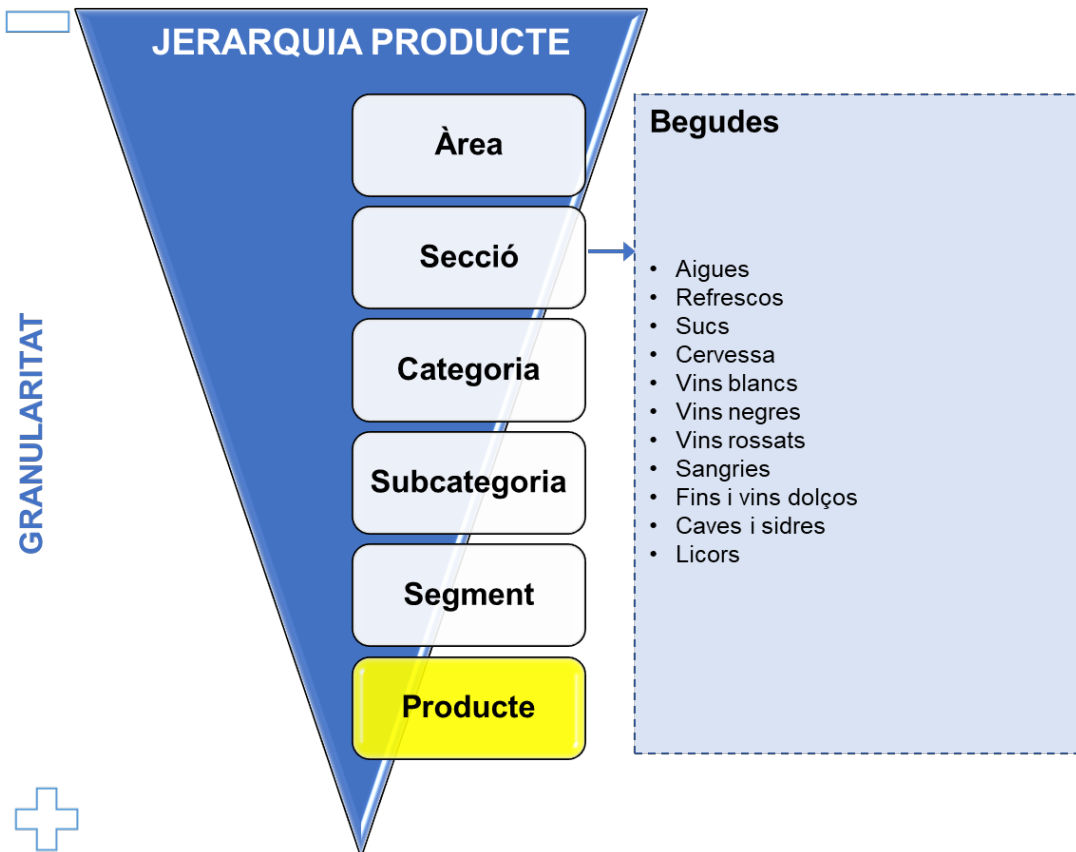 JERARQUIA PRODUCTE
GRANULARITAT
Àrea
Secció
Categoria
Subcategoria
Segment
Producte
Begudes
• Aigues
• Refrescos
• Sucs
• Cervessa
• Vins blancs
• Vins negres
• Vins rossats
• Sangries
• Fins i vins dolços
• Caves i sidres
• Licors